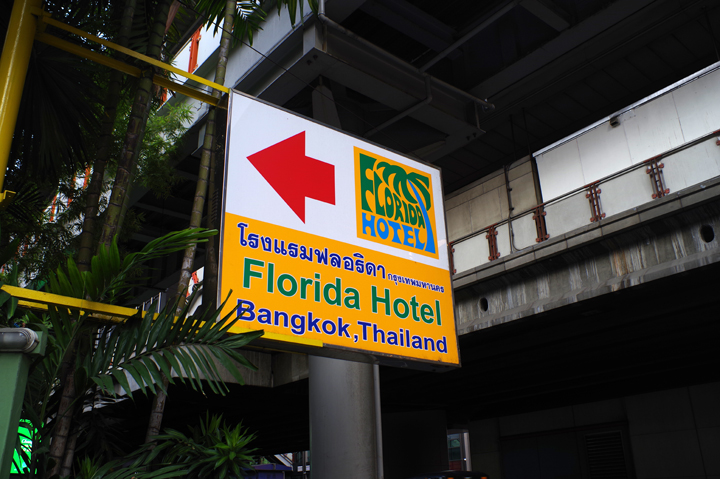 FLORIDA
HOTEL
โรงแรมฟลอริดา กรุงเทพมหานคร
Florida Hotel
Bangkok,Thailand